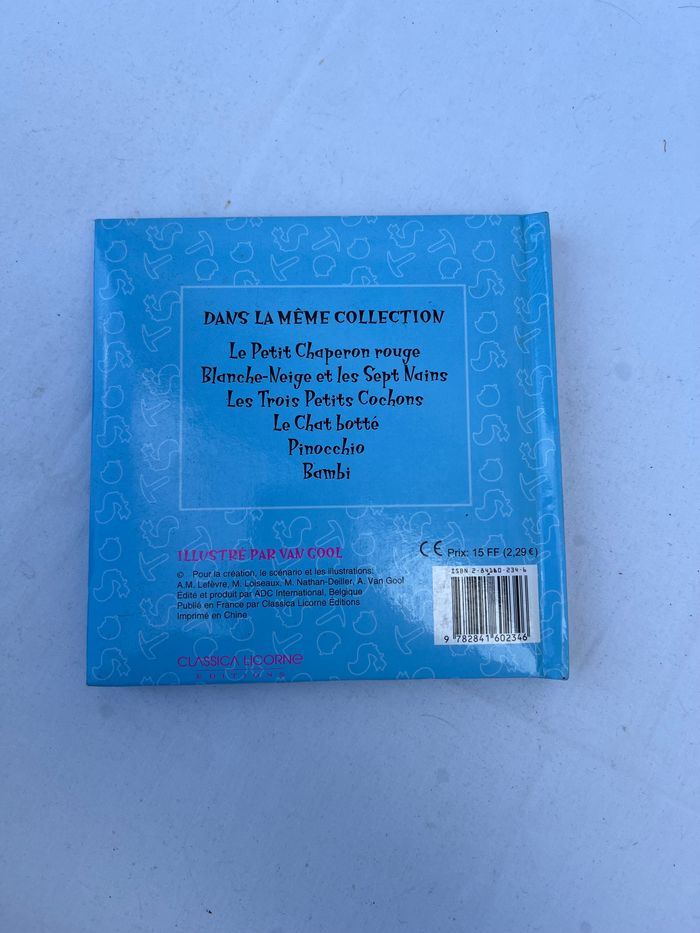 DANS LA MÊME COLLECTION
Le Petit Chaperon rouge
Blanche-Neige et les Sept Nains
Les Trois Petits Cochons
Le Chat botté
Pinocchio
Bambi
ILLUSTRÉ PAR VAN GOOL
CE Prix: 15 FF (2,29 €)
© Pour la création, le scénario et les illustrations:
A.M. Lefèvre, M. Loiseaux, M. Nathan-Deiller, A. Van Gool
Édité et produit par ADC International, Belgique
Publié en France par Classica Licorne Éditions
Imprimé en Chine
ISBN 2-84160-234-6
9 782841 602346
CLASSICA LICORNE
EDITIONS